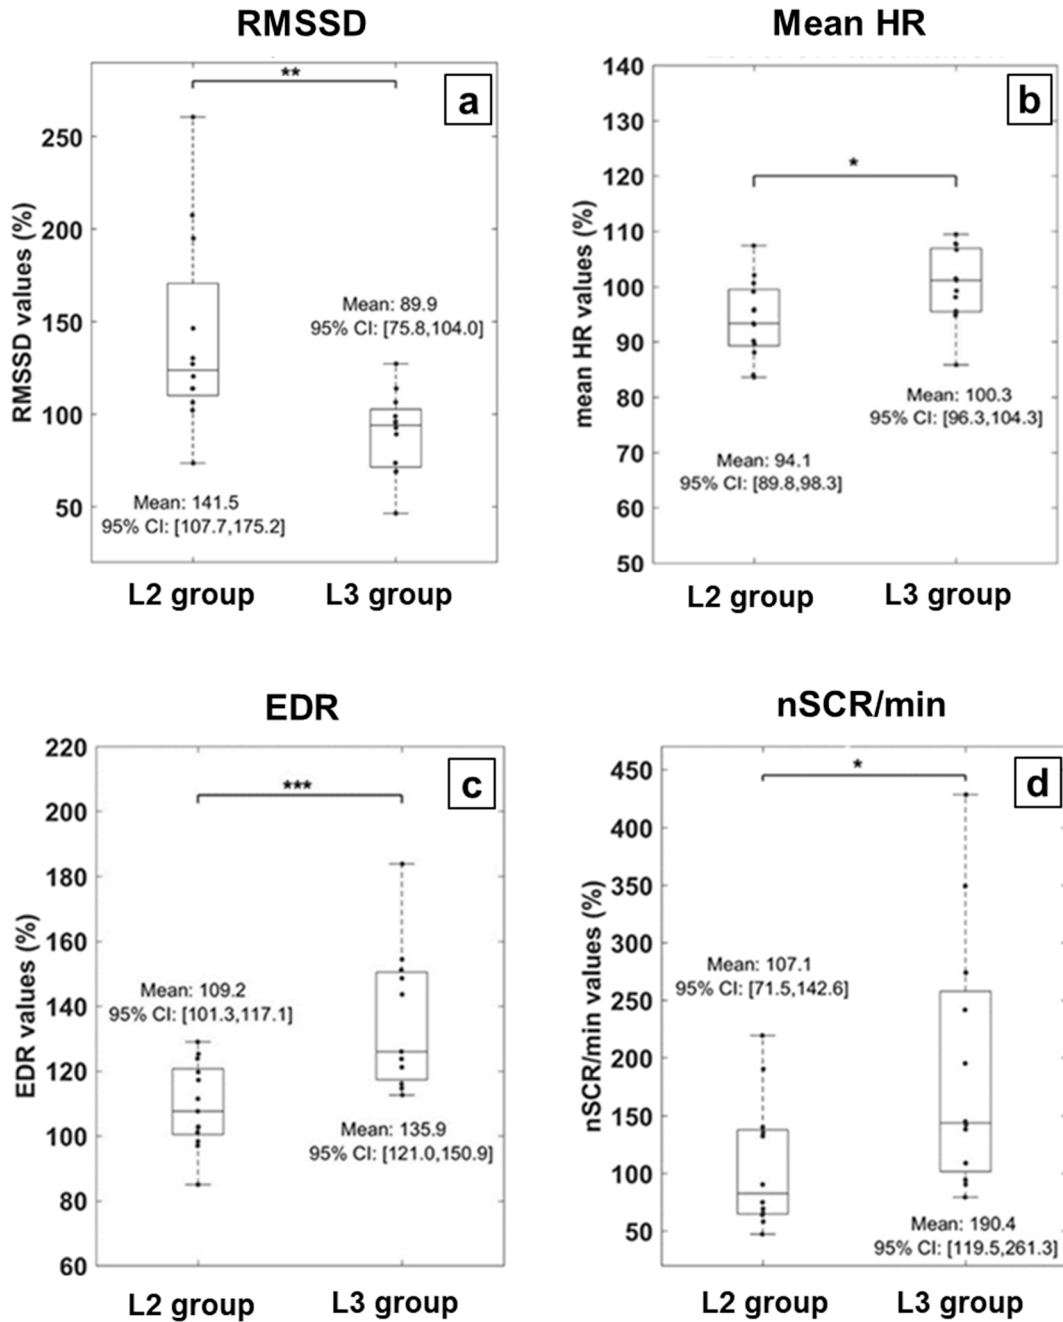 RMSSD
Mean HR
**
a
250
200
150
100
50
RMSSD values (%)
Mean: 89.9
95% CI: [75.8,104.0]
Mean: 141.5
95% CI: [107.7,175.2]
L2 group
L3 group
*
b
140
130
120
110
100
90
80
70
60
50
mean HR values (%)
Mean: 100.3
95% CI: [96.3,104.3]
Mean: 94.1
95% CI: [89.8,98.3]
L2 group
L3 group
EDR
nSCR/min
***
c
220
200
180
160
140
120
100
80
60
EDR values (%)
Mean: 109.2
95% CI: [101.3,117.1]
Mean: 135.9
95% CI: [121.0,150.9]
L2 group
L3 group
*
d
450
400
350
300
250
200
150
100
50
nSCR/min values (%)
Mean: 107.1
95% CI: [71.5,142.6]
Mean: 190.4
95% CI: [119.5,261.3]
L2 group
L3 group